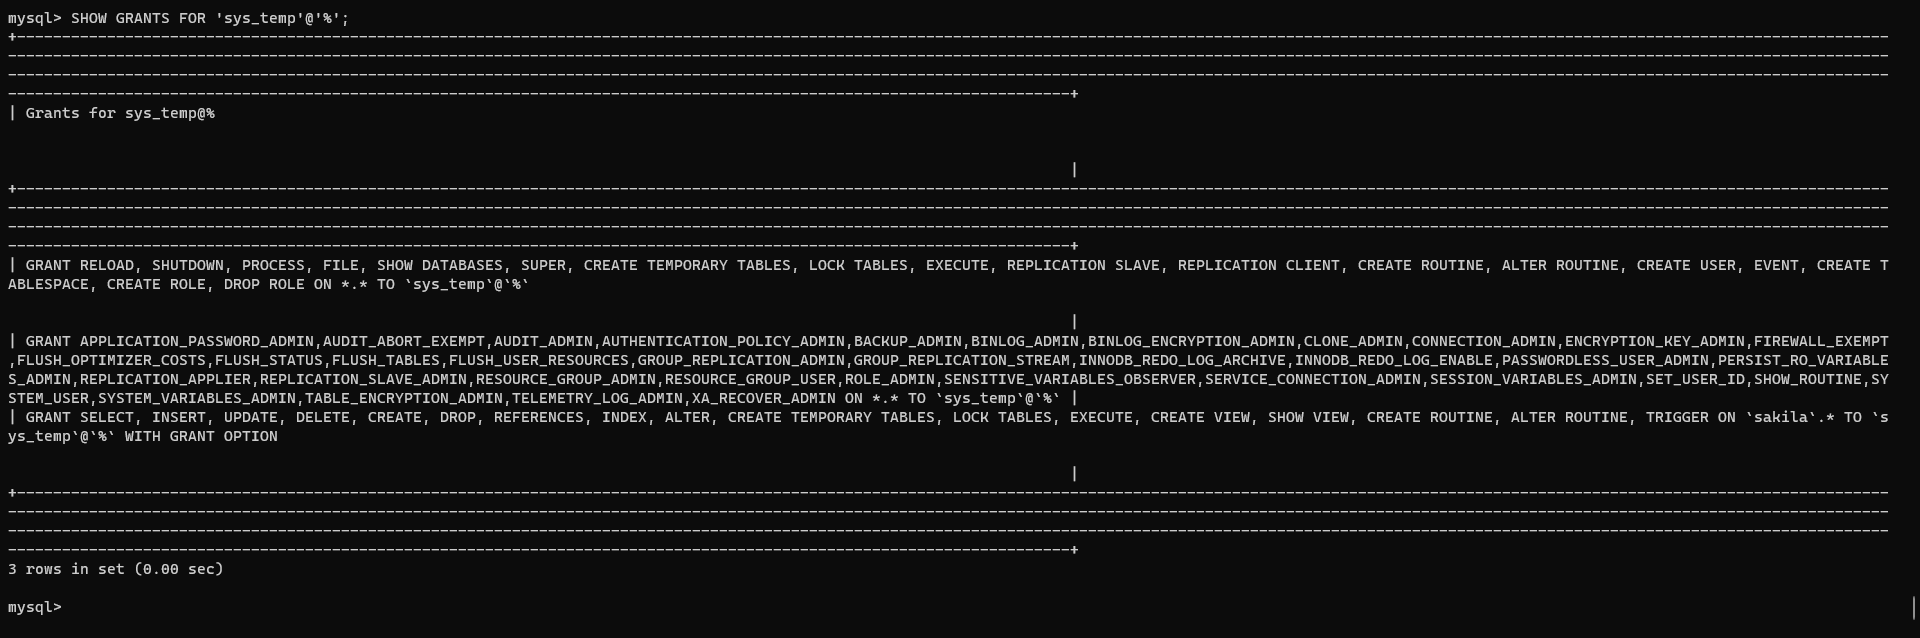 mysql> SHOW GRANTS FOR 'sys_temp'@'%';
| Grants for sys_temp@%
|
| GRANT RELOAD, SHUTDOWN, PROCESS, FILE, SHOW DATABASES, SUPER, CREATE TEMPORARY TABLES, LOCK TABLES, EXECUTE, REPLICATION SLAVE, REPLICATION CLIENT, CREATE ROUTINE, ALTER ROUTINE, CREATE USER, EVENT, CREATE T
ABLESPACE, CREATE ROLE, DROP ROLE ON *.* TO `sys_temp`@`%`
|
| GRANT APPLICATION_PASSWORD_ADMIN,AUDIT_ABORT_EXEMPT,AUDIT_ADMIN,AUTHENTICATION_POLICY_ADMIN,BACKUP_ADMIN,BINLOG_ADMIN,BINLOG_ENCRYPTION_ADMIN,CLONE_ADMIN,CONNECTION_ADMIN,ENCRYPTION_KEY_ADMIN,FIREWALL_EXEMPT
,FLUSH_OPTIMIZER_COSTS,FLUSH_STATUS,FLUSH_TABLES,FLUSH_USER_RESOURCES,GROUP_REPLICATION_ADMIN,GROUP_REPLICATION_STREAM,INNODB_REDO_LOG_ARCHIVE,INNODB_REDO_LOG_ENABLE,PASSWORDLESS_USER_ADMIN,PERSIST_RO_VARIABLE
S_ADMIN,REPLICATION_APPLIER,REPLICATION_SLAVE_ADMIN,RESOURCE_GROUP_ADMIN,RESOURCE_GROUP_USER,ROLE_ADMIN,SENSITIVE_VARIABLES_OBSERVER,SERVICE_CONNECTION_ADMIN,SESSION_VARIABLES_ADMIN,SET_USER_ID,SHOW_ROUTINE,SY
STEM_USER,SYSTEM_VARIABLES_ADMIN,TABLE_ENCRYPTION_ADMIN,TELEMETRY_LOG_ADMIN,XA_RECOVER_ADMIN ON *.* TO `sys_temp`@`%` |
| GRANT SELECT, INSERT, UPDATE, DELETE, CREATE, DROP, REFERENCES, INDEX, ALTER, CREATE TEMPORARY TABLES, LOCK TABLES, EXECUTE, CREATE VIEW, SHOW VIEW, CREATE ROUTINE, ALTER ROUTINE, TRIGGER ON `sakila`.* TO `s
ys_temp`@`%` WITH GRANT OPTION
|
3 rows in set (0.00 sec)
mysql>